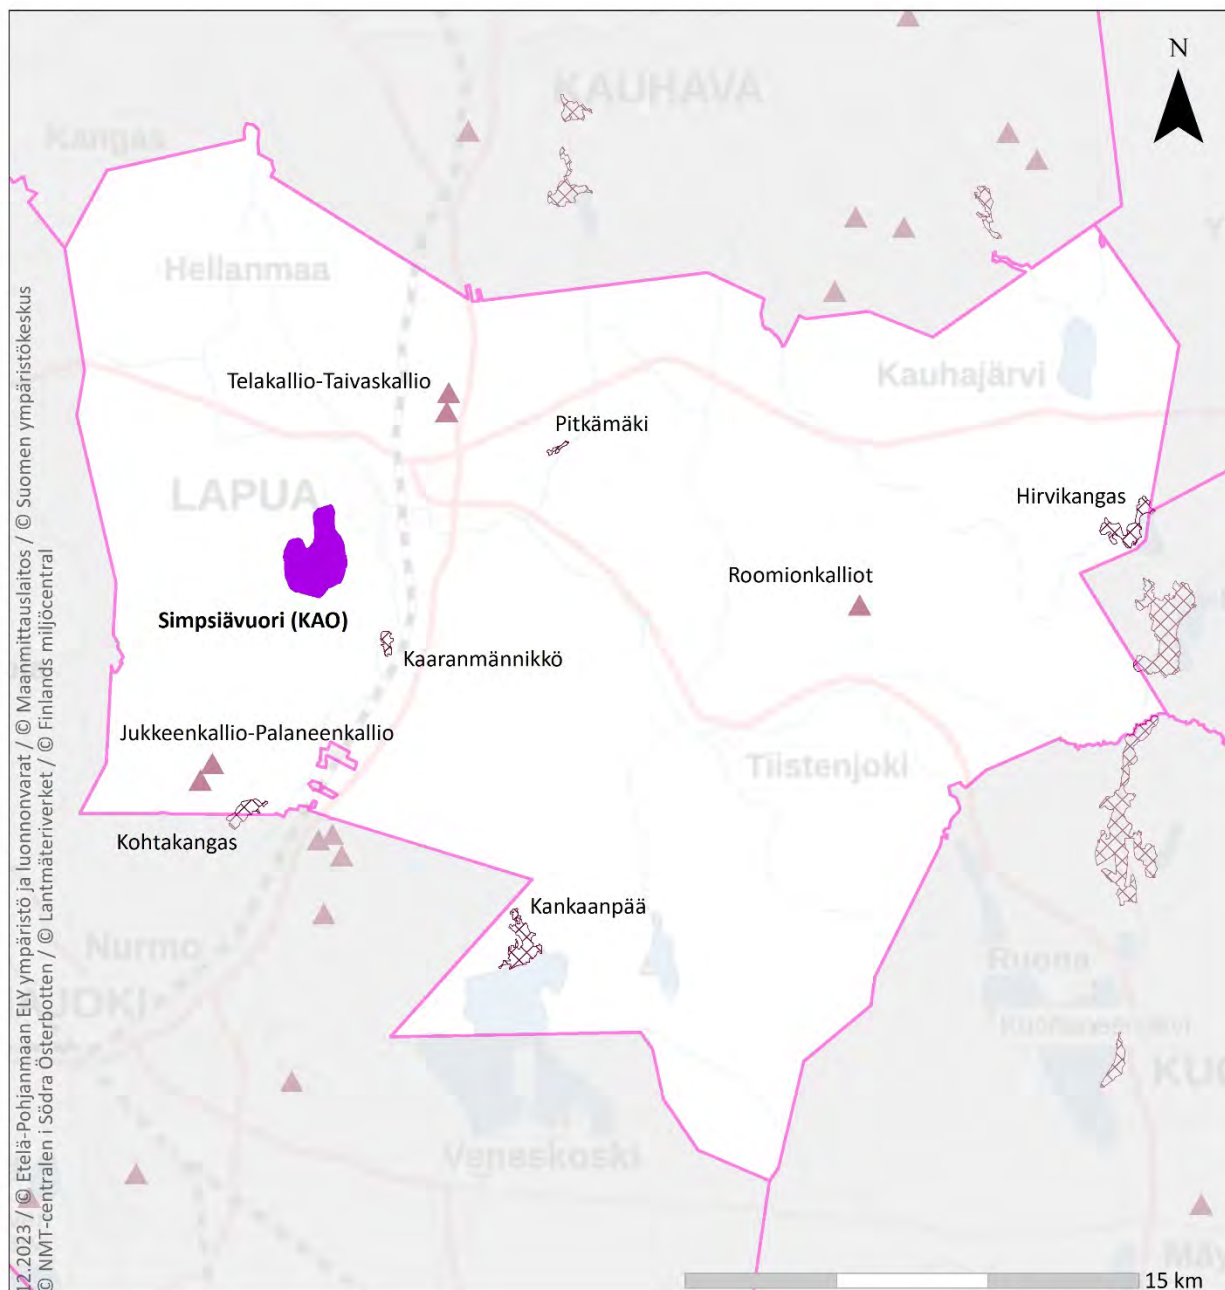 N
KAUHAVA
Kangas
Hellanmaa
Telakallio-Taivaskallio
Kauhajärvi
Pitkämäki
LAPUA
Hirvikangas
Roomionkalliot
Simpsiävuori (KAO)
Kaaranmännikkö
Jukkeenkallio-Palaneenkallio
Tiistenjoki
Kohtakangas
Kankaanpää
Nurmo
Ruona
Veneskoski
15 km
12.2023 / © Etelä-Pohjanmaan ELY ympäristö ja luonnonvarat / © Maanmittauslaitos / © Suomen ympäristökeskus
© NMT-centralen i Södra Österbotten / © Lantmäteriverket / © Finlands miljöcentral